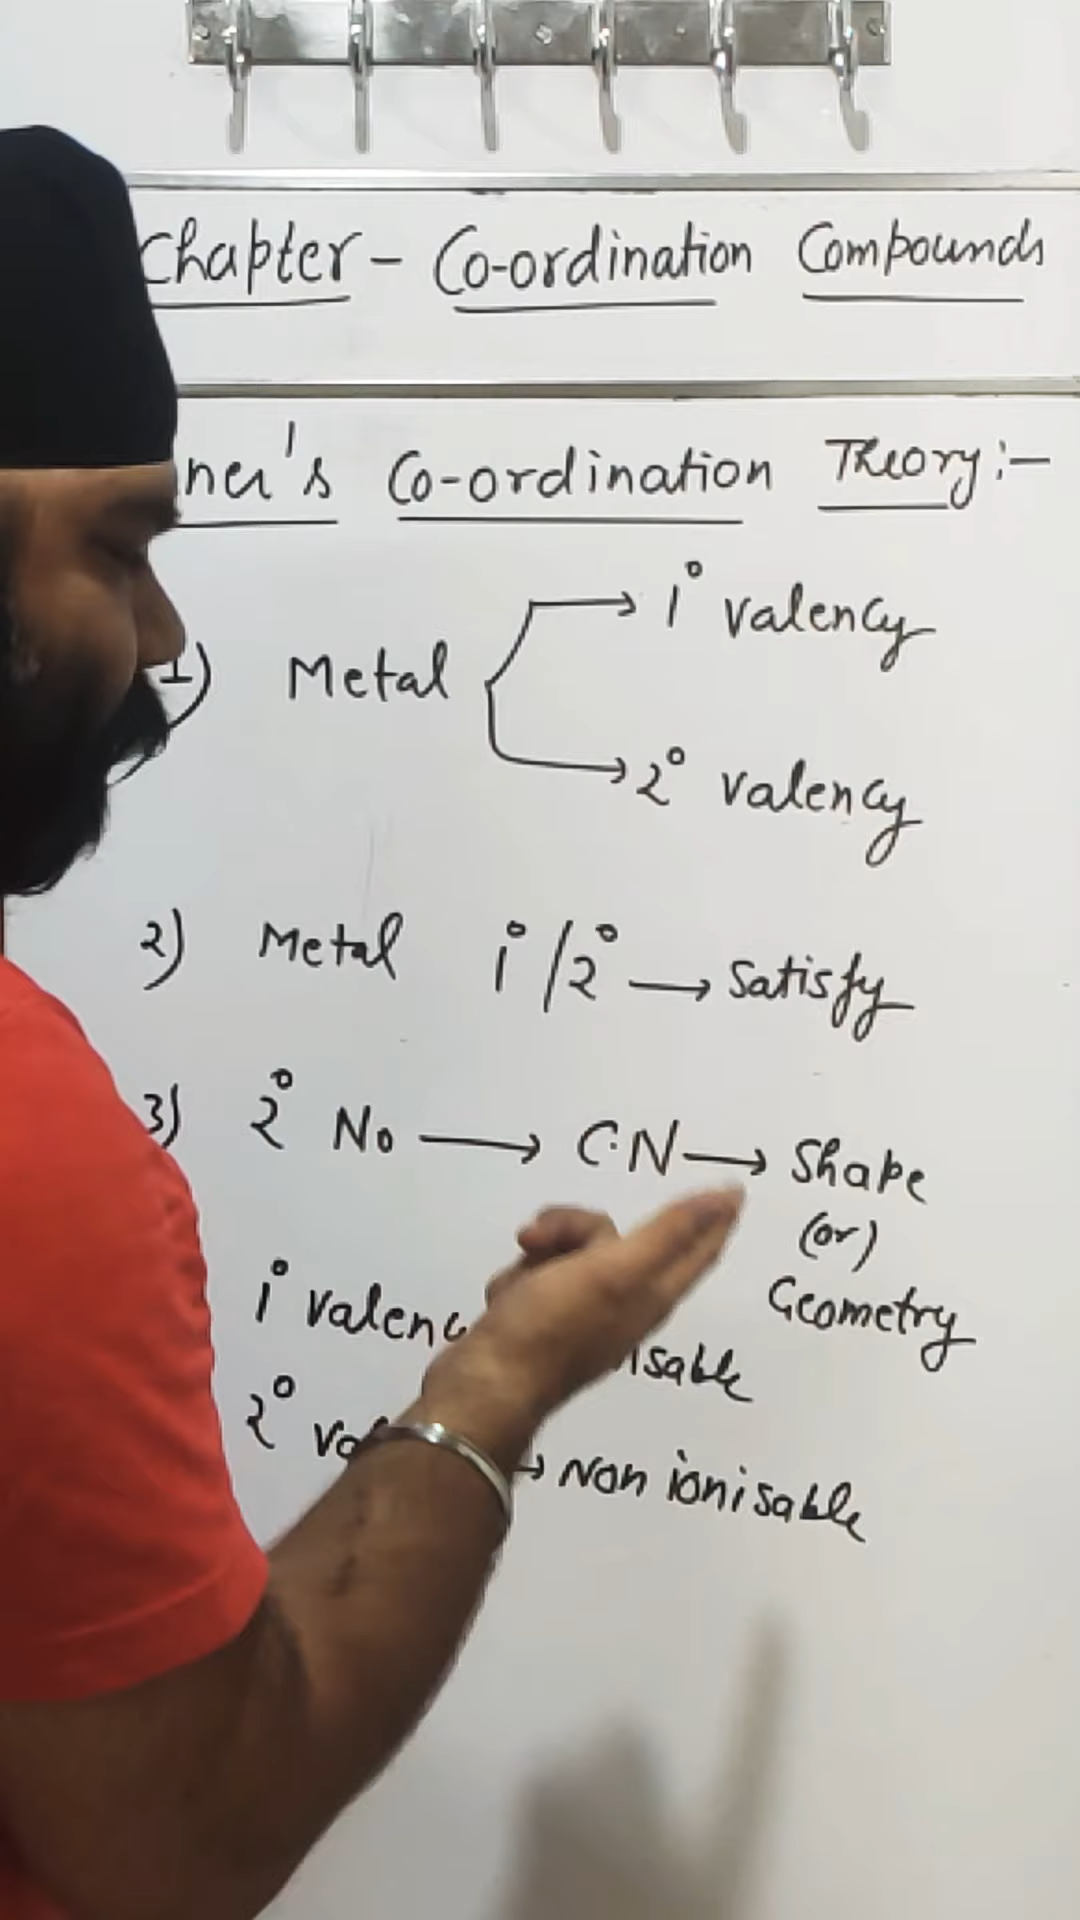 Chapter - Co-ordination Compounds
ner's Co-ordination Theory :-
1) Metal → 1° valency
→ 2° valency
2) Metal 1°/2° → Satisfy
3) 2° No → C.N → Shape
(or)
Geometry
1° valenc isable
2° va → Non ionisable